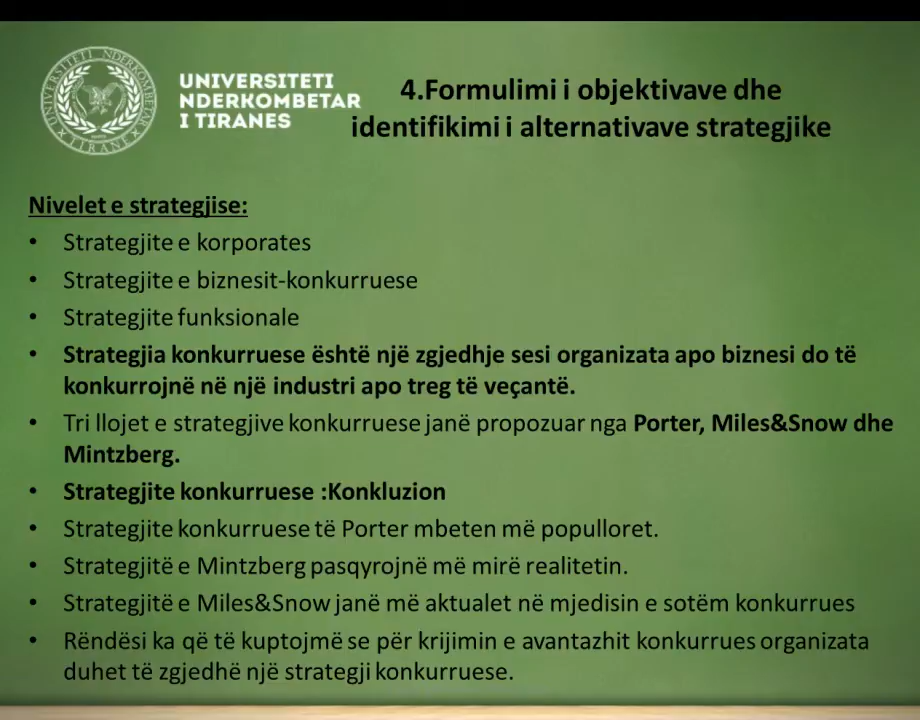 UNIVERSITETI NDERKOMBETAR
TIRANE
UNIVERSITETI
NDERKOMBETAR
I TIRANES
4.Formulimi i objektivave dhe
identifikimi i alternativave strategjike
Nivelet e strategjise:
• Strategjite e korporates
• Strategjite e biznesit-konkurruese
• Strategjite funksionale
• Strategjia konkurruese është një zgjedhje sesi organizata apo biznesi do të
konkurrojnë në një industri apo treg të veçantë.
• Tri llojet e strategjive konkurruese janë propozuar nga Porter, Miles&Snow dhe
Mintzberg.
• Strategjite konkurruese :Konkluzion
• Strategjite konkurruese të Porter mbeten më populloret.
• Strategjitë e Mintzberg pasqyrojnë më mirë realitetin.
• Strategjitë e Miles&Snow janë më aktualet në mjedisin e sotëm konkurrues
• Rëndësi ka që të kuptojmë se për krijimin e avantazhit konkurrues organizata
duhet të zgjedhë një strategji konkurruese.